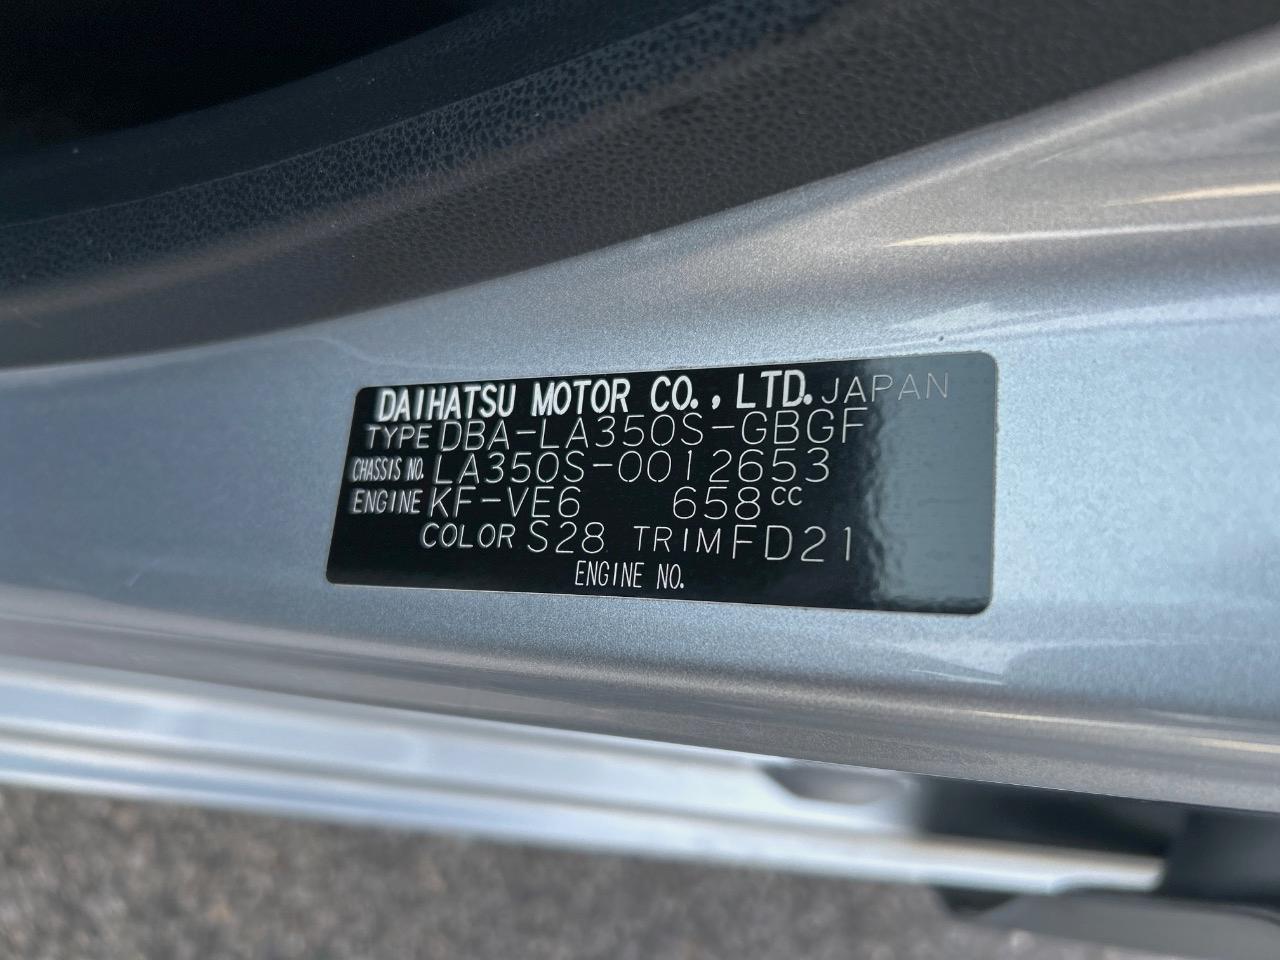 DAIHATSU MOTOR CO., LTD. JAPAN
TYPE DBA-LA350S-GBGF
CHASSIS NO. LA350S-0012653
ENGINE KF-VE6 658cc
COLOR S28 TRIM FD21
ENGINE NO.